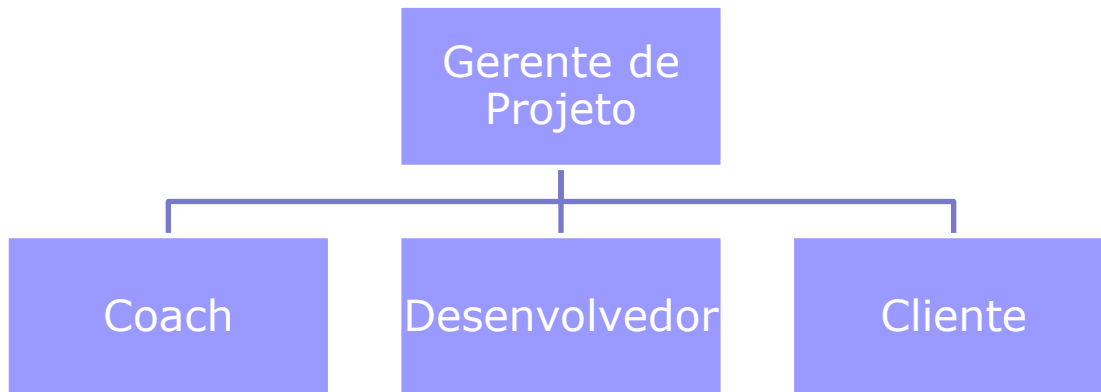 Gerente de
Projeto
Coach
Desenvolvedor
Cliente